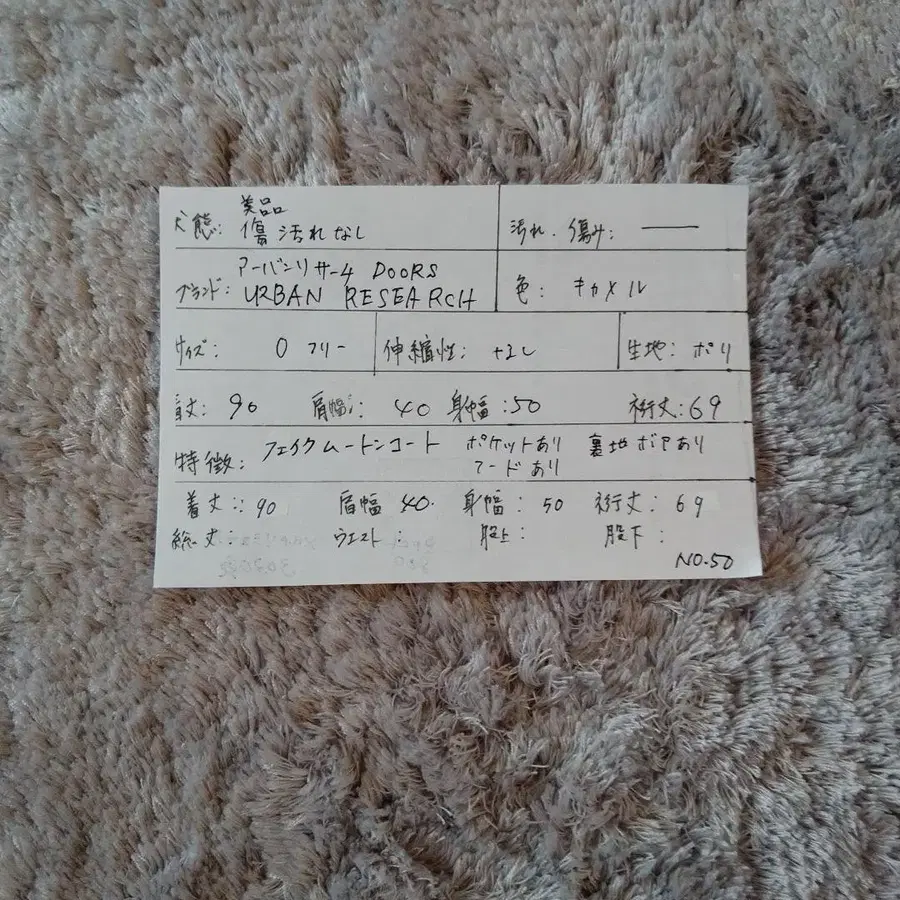 状態: 美品
傷汚れなし
汚れ.傷み: ―
アーバンリサーチ DOORS
ブランド: URBAN RESEARCH
色: キャメル
サイズ: 0 フリー 伸縮性: なし 生地: ポリ
着丈: 90 肩幅: 40 身幅: 50 裄丈: 69
特徴: フェイクムートンコート ポケットあり 裏地ボアあり
フードあり
着丈: 90 肩幅 40. 身幅: 50 裄丈: 69
総丈: ウエスト: 股上: 股下:
NO.50